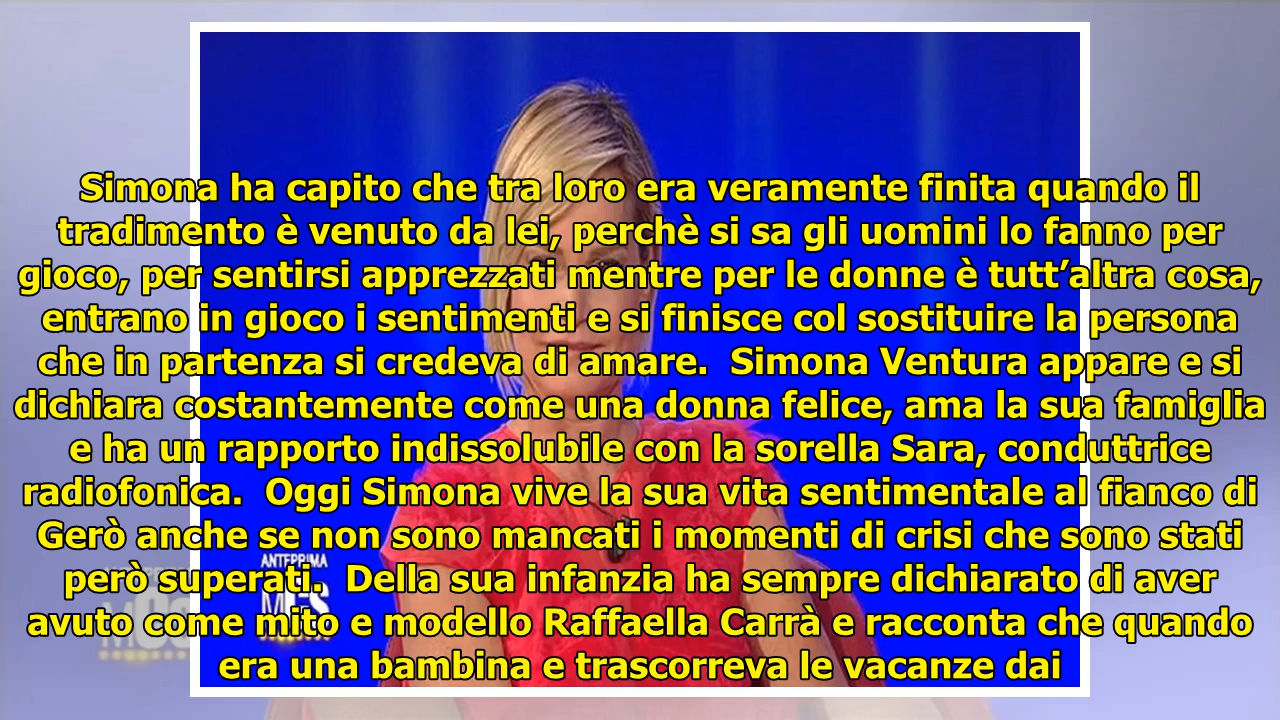 Simona ha capito che tra loro era veramente finita quando il
tradimento è venuto da lei, perchè si sa gli uomini lo fanno per
gioco, per sentirsi apprezzati mentre per le donne è tutt’altra cosa,
entrano in gioco i sentimenti e si finisce col sostituire la persona
che in partenza si credeva di amare.  Simona Ventura appare e si
dichiara costantemente come una donna felice, ama la sua famiglia
e ha un rapporto indissolubile con la sorella Sara, conduttrice
radiofonica.  Oggi Simona vive la sua vita sentimentale al fianco di
Gerò anche se non sono mancati i momenti di crisi che sono stati
però superati.  Della sua infanzia ha sempre dichiarato di aver
avuto come mito e modello Raffaella Carrà e racconta che quando
era una bambina e trascorreva le vacanze dai
ANTEPRIMA